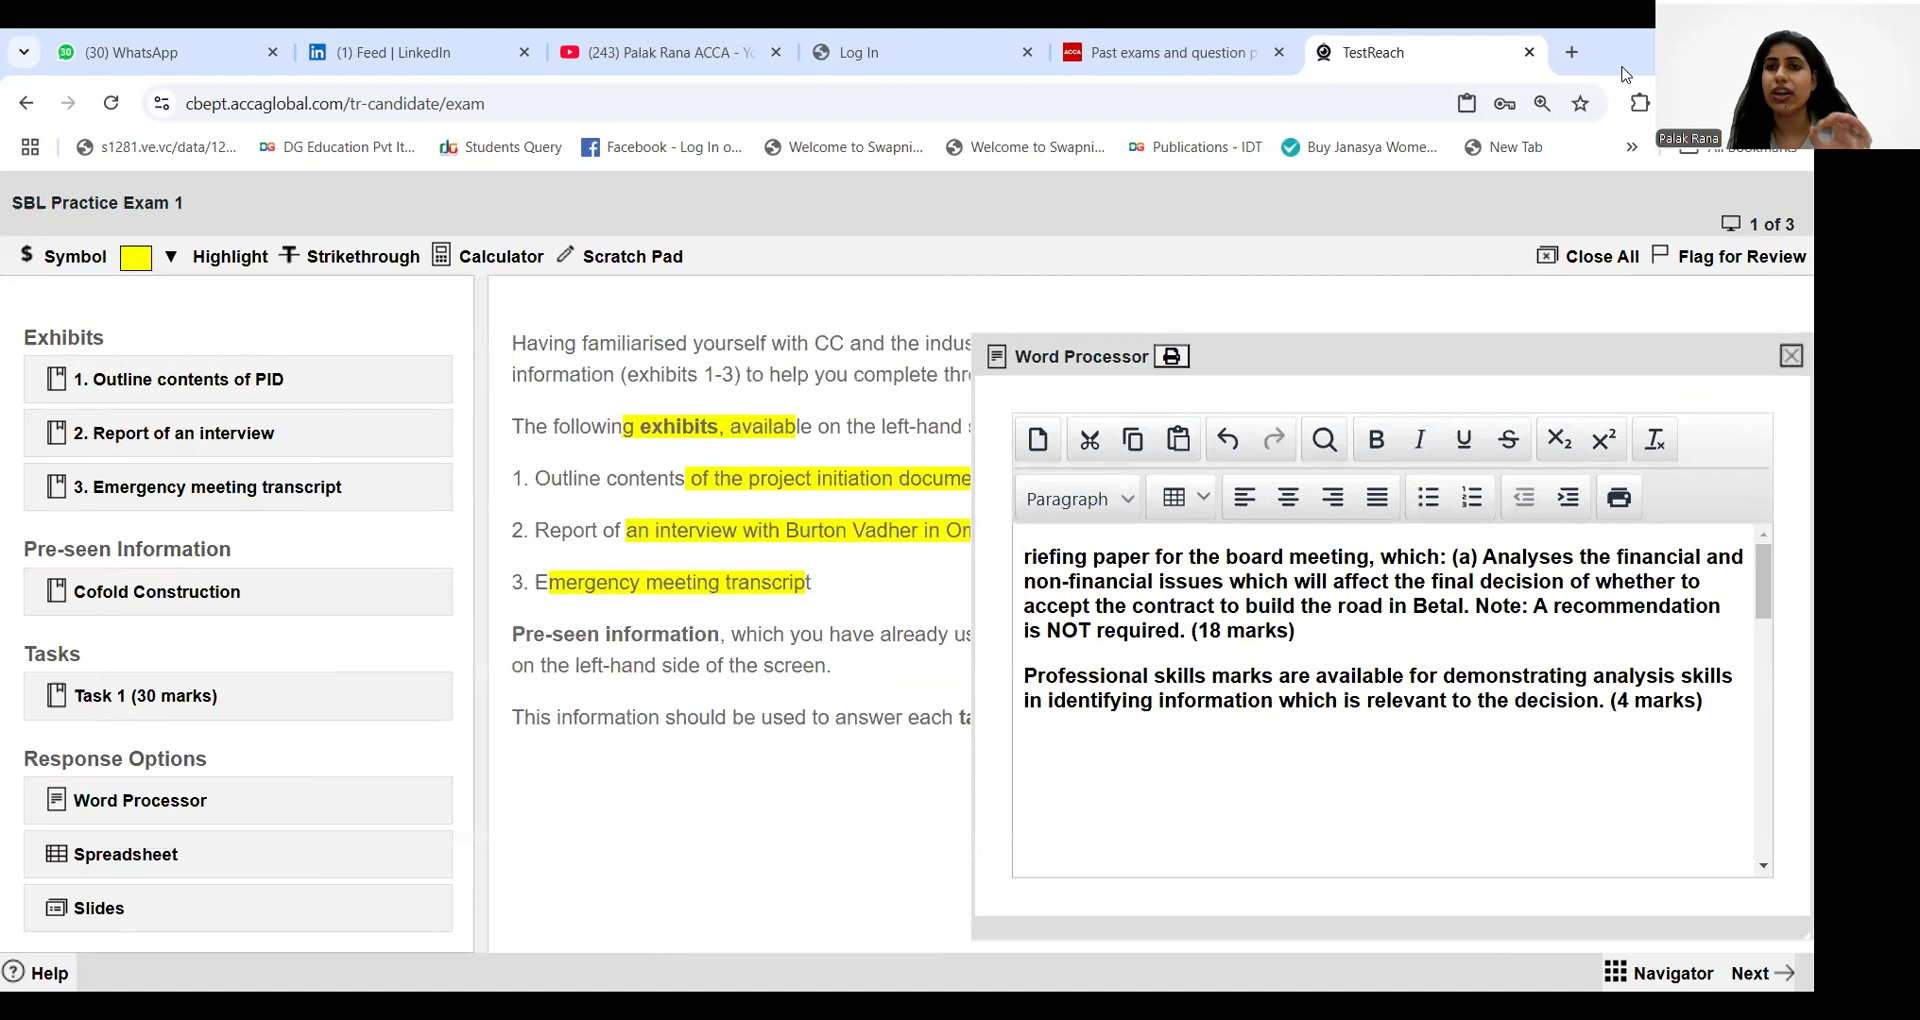 (30) WhatsApp
(1) Feed | LinkedIn
(243) Palak Rana ACCA - Yo
Log In
Past exams and question p
TestReach
cbept.accaglobal.com/tr-candidate/exam
Palak Rana
s1281.ve.vc/data/12...
DG Education Pvt lt...
Students Query
Facebook - Log In o...
Welcome to Swapni...
Welcome to Swapni...
Publications - IDT
Buy Janasya Wome...
New Tab
SBL Practice Exam 1
1 of 3
Symbol
Highlight
Strikethrough
Calculator
Scratch Pad
Close All
Flag for Review
Exhibits
1. Outline contents of PID
2. Report of an interview
3. Emergency meeting transcript
Pre-seen Information
Cofold Construction
Tasks
Task 1 (30 marks)
Response Options
Word Processor
Spreadsheet
Slides
Having familiarised yourself with CC and the indus
information (exhibits 1-3) to help you complete thr
The following exhibits, available on the left-hand s
1. Outline contents of the project initiation docume
2. Report of an interview with Burton Vadher in On
3. Emergency meeting transcript
Pre-seen information, which you have already us
on the left-hand side of the screen.
This information should be used to answer each ta
Word Processor
Paragraph
riefing paper for the board meeting, which: (a) Analyses the financial and
non-financial issues which will affect the final decision of whether to
accept the contract to build the road in Betal. Note: A recommendation
is NOT required. (18 marks)
Professional skills marks are available for demonstrating analysis skills
in identifying information which is relevant to the decision. (4 marks)
Help
Navigator
Next